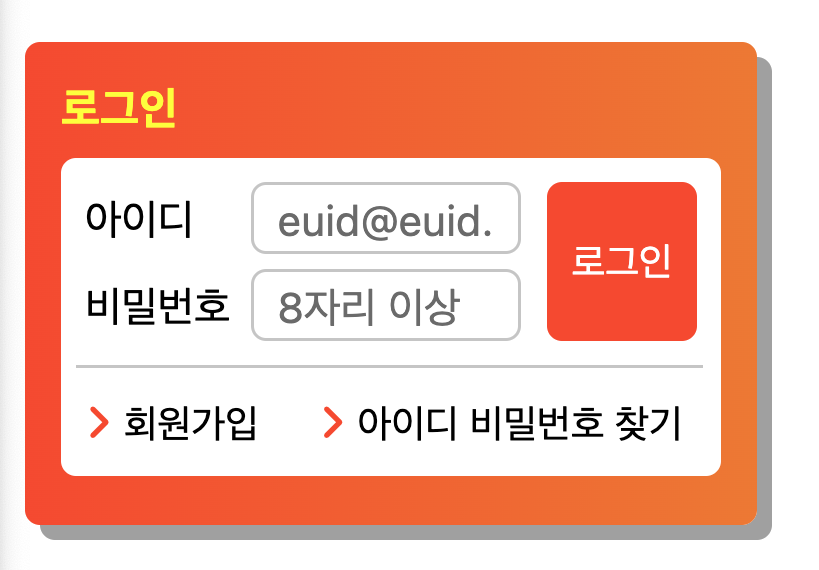 로그인
아이디 euid@euid.
로그인
비밀번호 8자리 이상
회원가입 아이디 비밀번호 찾기